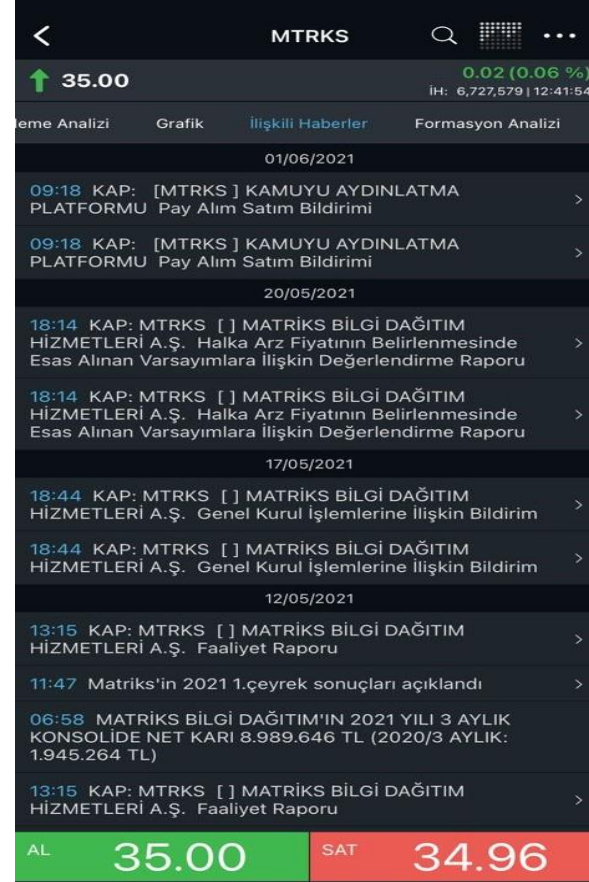 MTRKS
35.00
0.02 (0.06 %)
İH: 6,727,579 | 12:41:54
leme Analizi Grafik İlişkili Haberler Formasyon Analizi
01/06/2021
09:18 KAP: [MTRKS ] KAMUYU AYDINLATMA
PLATFORMU Pay Alım Satım Bildirimi
09:18 KAP: [MTRKS ] KAMUYU AYDINLATMA
PLATFORMU Pay Alım Satım Bildirimi
20/05/2021
18:14 KAP: MTRKS [ ] MATRİKS BİLGİ DAĞITIM
HİZMETLERİ A.Ş. Halka Arz Fiyatının Belirlenmesinde
Esas Alınan Varsayımlara İlişkin Değerlendirme Raporu
18:14 KAP: MTRKS [ ] MATRİKS BİLGİ DAĞITIM
HİZMETLERİ A.Ş. Halka Arz Fiyatının Belirlenmesinde
Esas Alınan Varsayımlara İlişkin Değerlendirme Raporu
17/05/2021
18:44 KAP: MTRKS [ ] MATRİKS BİLGİ DAĞITIM
HİZMETLERİ A.Ş. Genel Kurul İşlemlerine İlişkin Bildirim
18:44 KAP: MTRKS [ ] MATRİKS BİLGİ DAĞITIM
HİZMETLERİ A.Ş. Genel Kurul İşlemlerine İlişkin Bildirim
12/05/2021
13:15 KAP: MTRKS [ ] MATRİKS BİLGİ DAĞITIM
HİZMETLERİ A.Ş. Faaliyet Raporu
11:47 Matriks'in 2021 1.çeyrek sonuçları açıklandı
06:58 MATRİKS BİLGİ DAĞITIM'IN 2021 YILI 3 AYLIK
KONSOLİDE NET KARI 8.989.646 TL (2020/3 AYLIK:
1.945.264 TL)
13:15 KAP: MTRKS [ ] MATRİKS BİLGİ DAĞITIM
HİZMETLERİ A.Ş. Faaliyet Raporu
AL 35.00 SAT 34.96